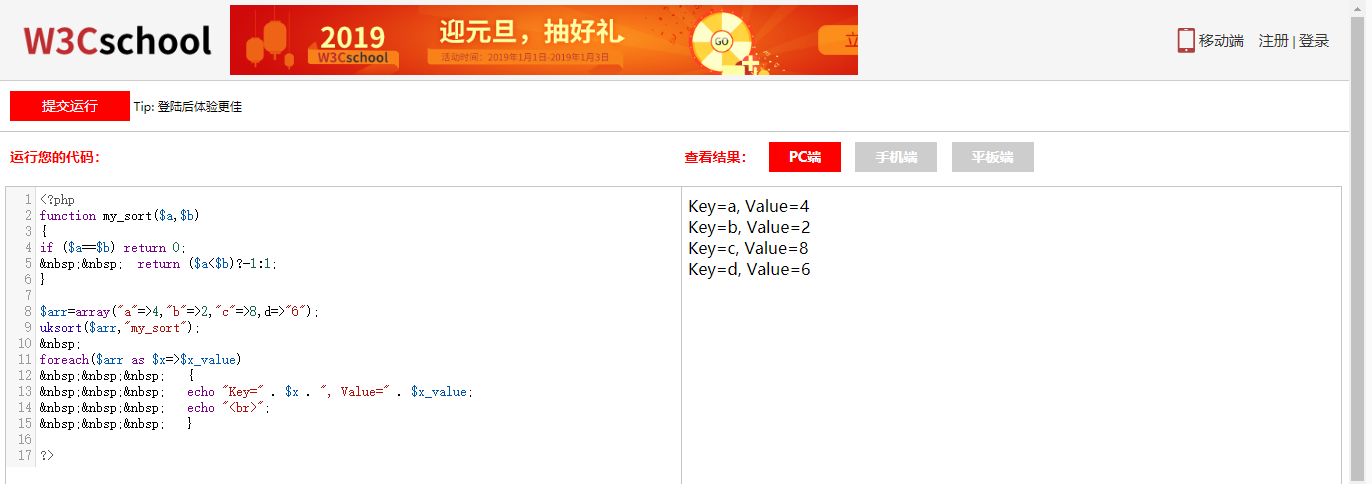 W3Cschool
2019
W3Cschool
迎元旦，抽好礼
活动时间：2019年1月1日-2019年1月3日
GO
立
移动端 注册 | 登录
提交运行 Tip: 登陆后体验更佳
运行您的代码：
查看结果： PC端 手机端 平板端
1 <?php
2 function my_sort($a,$b)
3 {
4 if ($a==$b) return 0;
5 &nbsp;&nbsp;  return ($a<$b)?-1:1;
6 }
7
8 $arr=array("a"=>4,"b"=>2,"c"=>8,d=>"6");
9 uksort($arr,"my_sort");
10 &nbsp;
11 foreach($arr as $x=>$x_value)
12 &nbsp;&nbsp;&nbsp;   {
13 &nbsp;&nbsp;&nbsp;   echo "Key=" . $x . ", Value=" . $x_value;
14 &nbsp;&nbsp;&nbsp;   echo "<br>";
15 &nbsp;&nbsp;&nbsp;   }
16
17 ?>
Key=a, Value=4
Key=b, Value=2
Key=c, Value=8
Key=d, Value=6